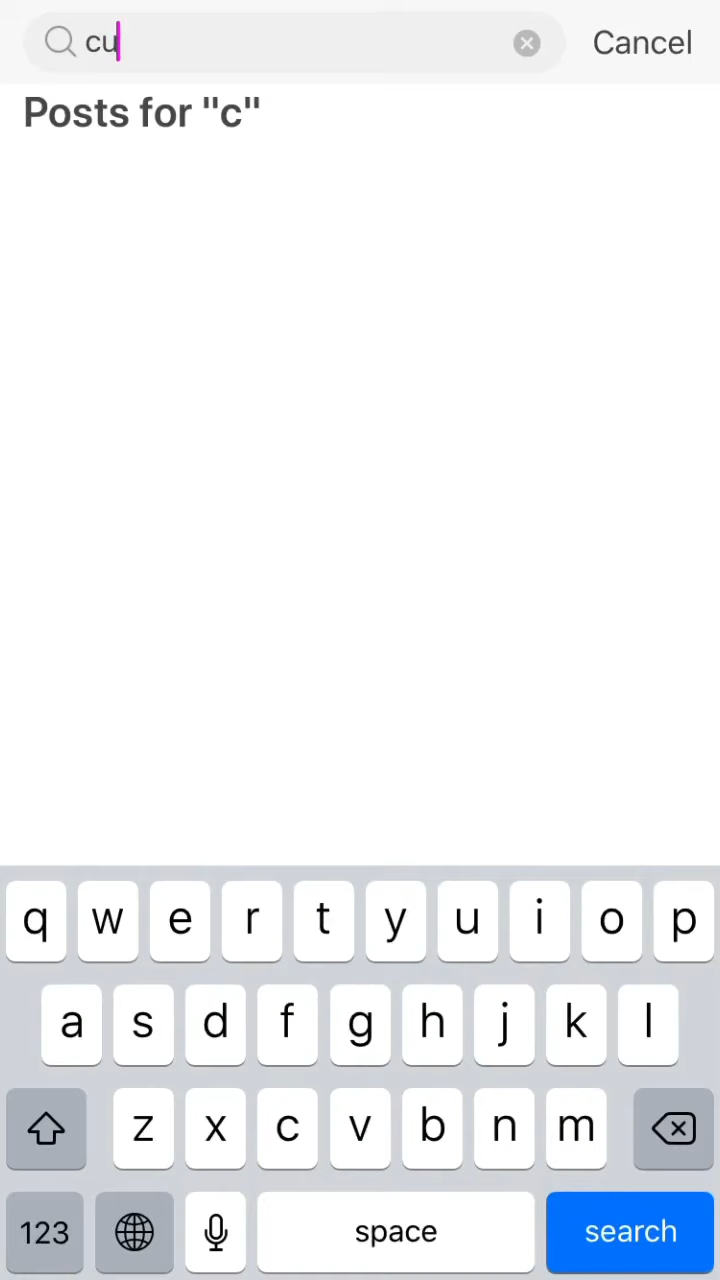 cu
Cancel
Posts for "c"
q w e r t y u i o p
a s d f g h j k l
z x c v b n m
123 space search